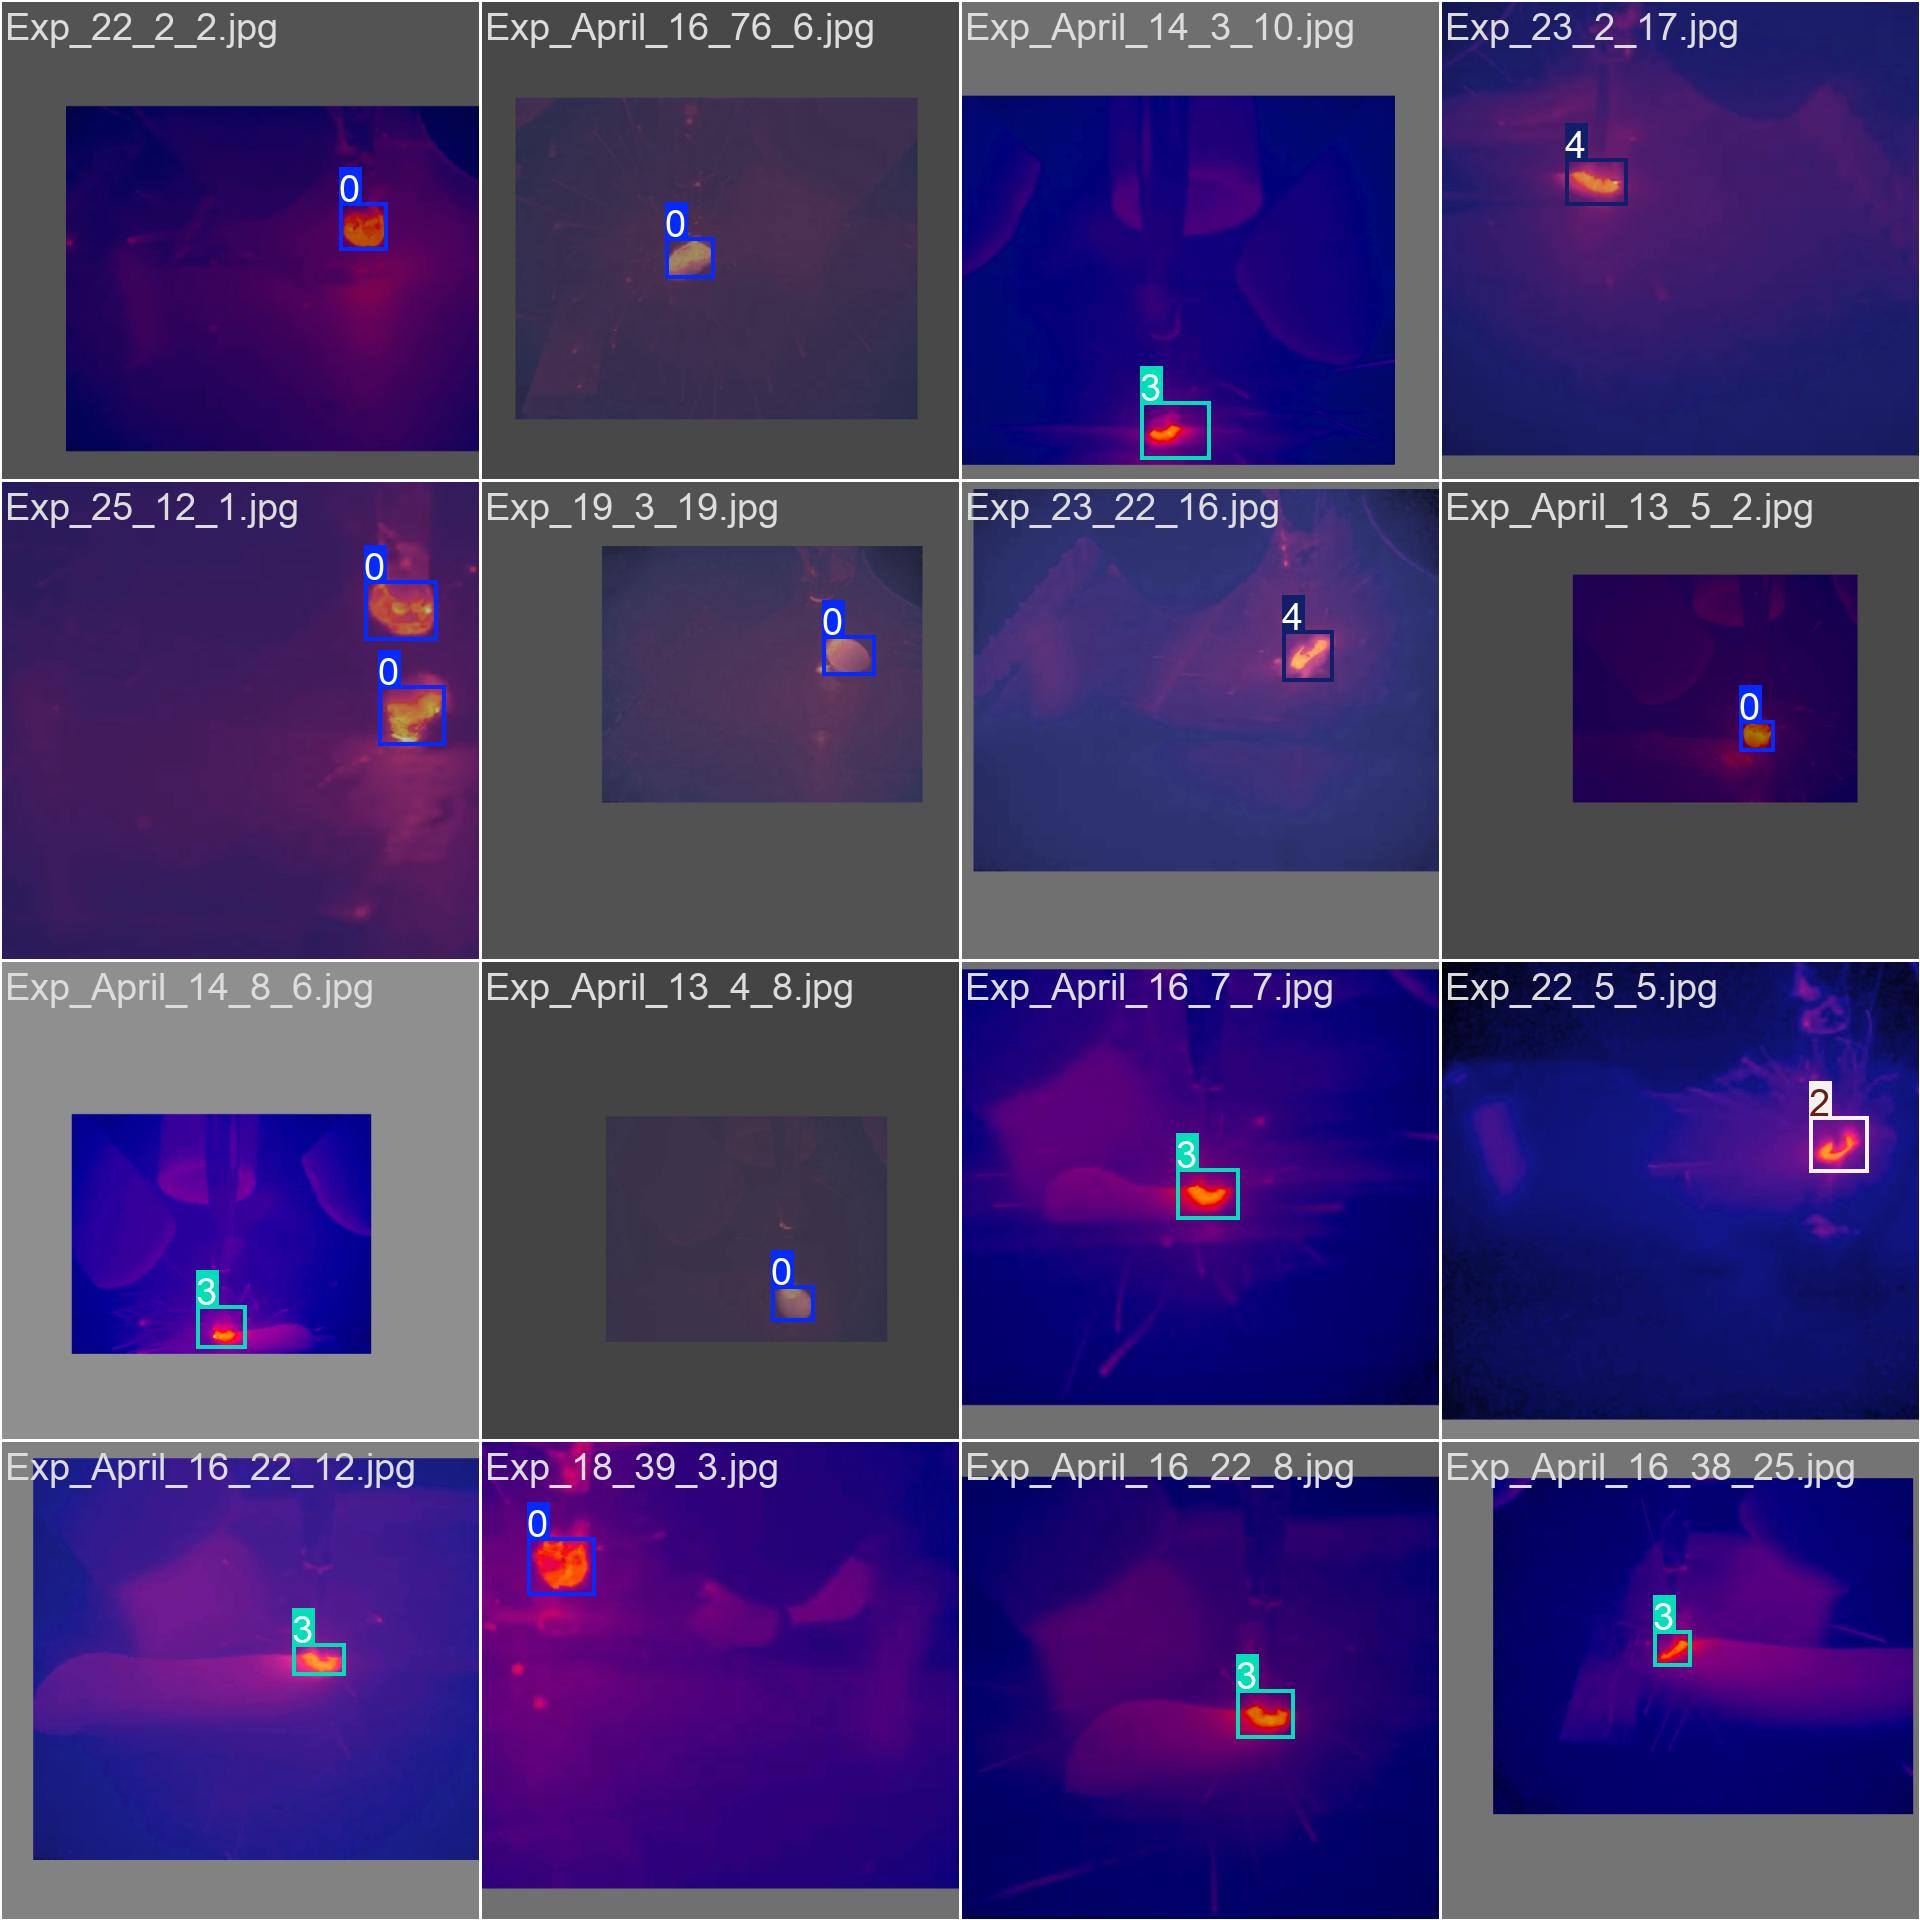 Exp_22_2_2.jpg
0
Exp_April_16_76_6.jpg
0
Exp_April_14_3_10.jpg
3
Exp_23_2_17.jpg
4
Exp_25_12_1.jpg
0
0
Exp_19_3_19.jpg
0
Exp_23_22_16.jpg
4
Exp_April_13_5_2.jpg
0
Exp_April_14_8_6.jpg
3
Exp_April_13_4_8.jpg
0
Exp_April_16_7_7.jpg
3
Exp_22_5_5.jpg
2
Exp_April_16_22_12.jpg
3
Exp_18_39_3.jpg
0
Exp_April_16_22_8.jpg
3
Exp_April_16_38_25.jpg
3